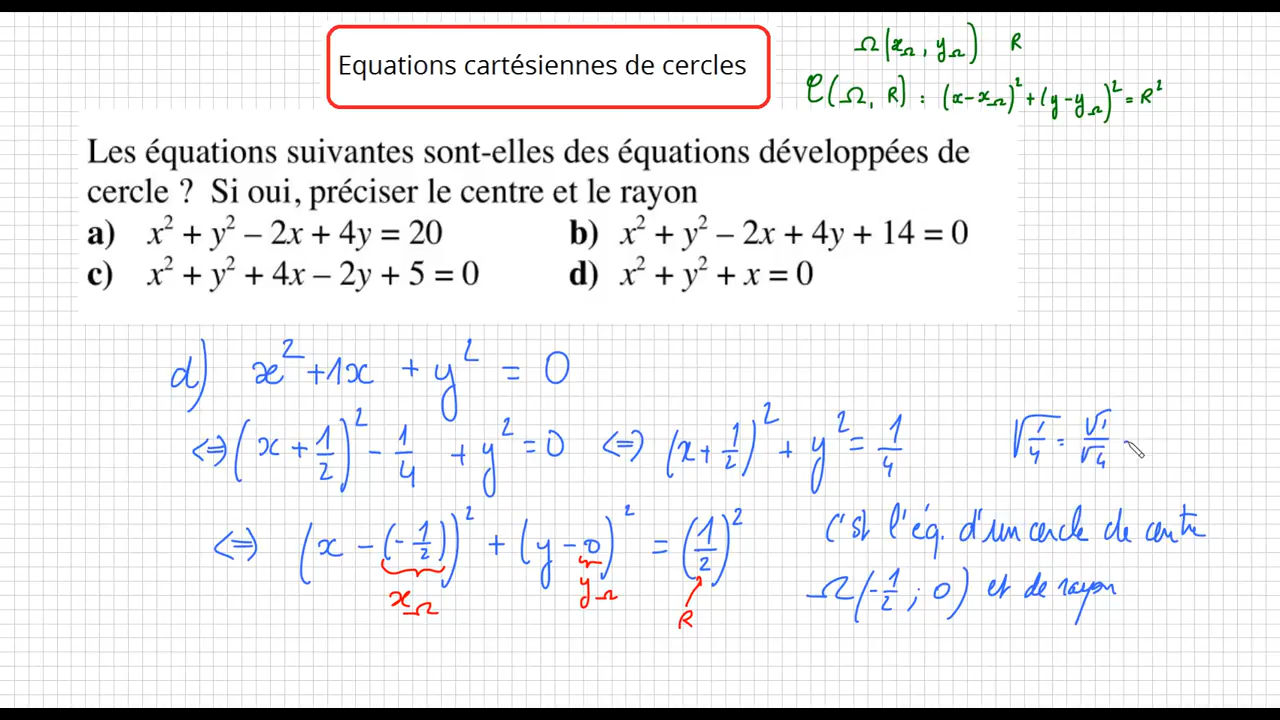 Equations cartésiennes de cercles
Ω(xΩ, yΩ) R
C(Ω, R) : (x-xΩ)² + (y-yΩ)² = R²
Les équations suivantes sont-elles des équations développées de
cercle ? Si oui, préciser le centre et le rayon
a) x² + y² – 2x + 4y = 20 b) x² + y² – 2x + 4y + 14 = 0
c) x² + y² + 4x – 2y + 5 = 0 d) x² + y² + x = 0
d) x² + 1x + y² = 0
⇔ (x + 1/2)² - 1/4 + y² = 0 ⇔ (x + 1/2)² + y² = 1/4 √(1/4) = √1/√4
⇔ (x - (-1/2))² + (y - 0)² = (1/2)²
xΩ yΩ R
C'est l'éq. d'un cercle de centre
Ω(-1/2 ; 0) et de rayon